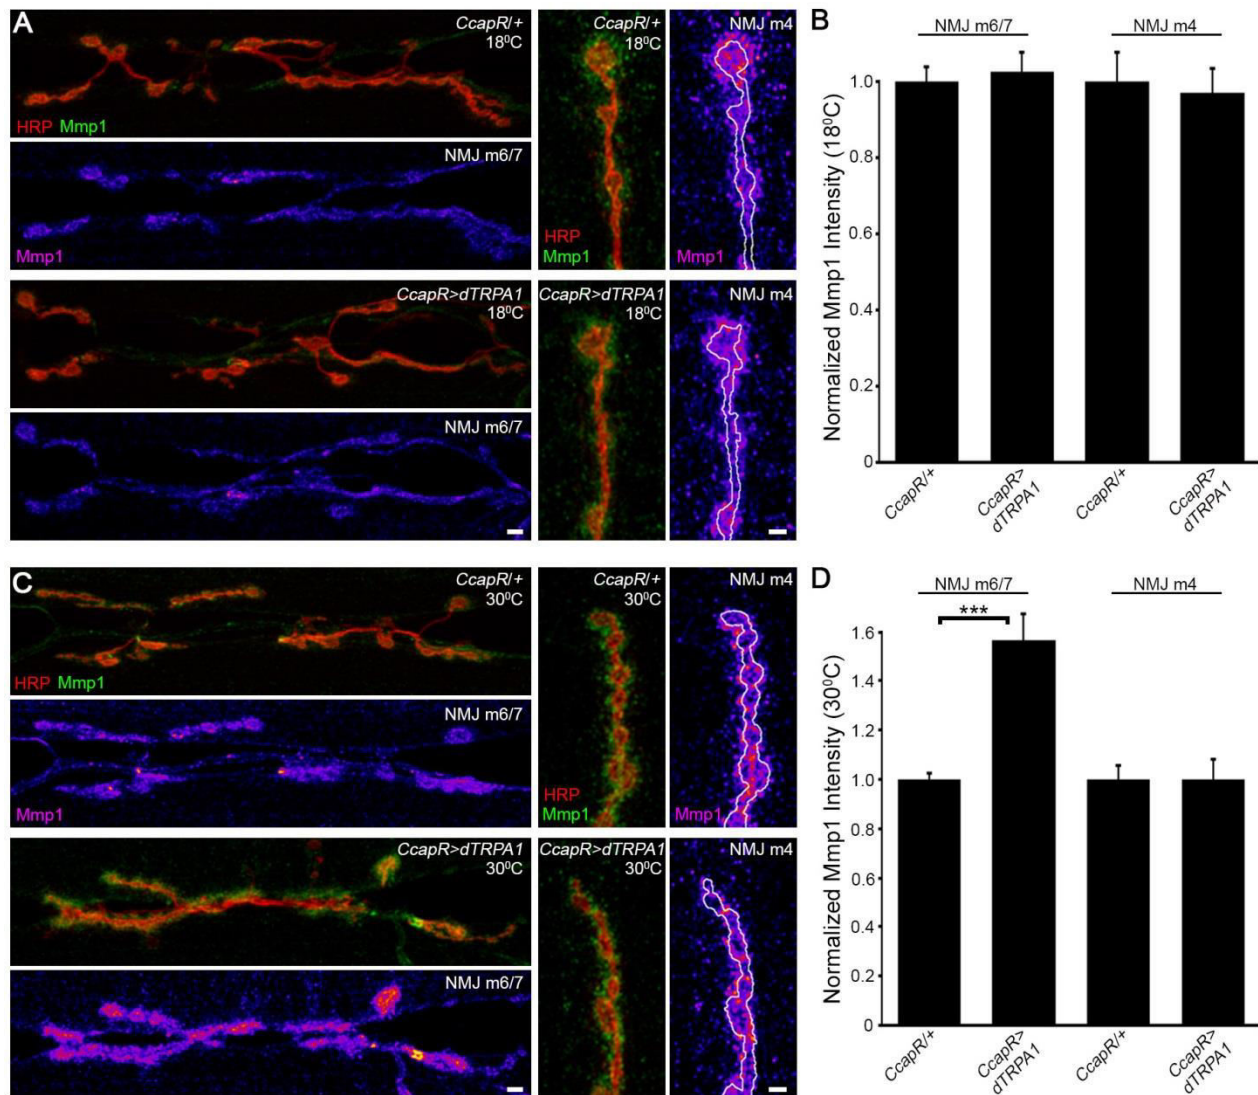 A
CcapR/+
18⁰C
HRP Mmp1
NMJ m6/7
Mmp1
CcapR>dTRPA1
18⁰C
NMJ m6/7
CcapR/+
18⁰C
NMJ m4
HRP
Mmp1
Mmp1
CcapR>dTRPA1
18⁰C
NMJ m4
B
NMJ m6/7
NMJ m4
Normalized Mmp1 Intensity (18⁰C)
1.0
0.8
0.6
0.4
0.2
0
CcapR/+
CcapR>
dTRPA1
CcapR/+
CcapR>
dTRPA1
C
CcapR/+
30⁰C
HRP Mmp1
NMJ m6/7
Mmp1
CcapR>dTRPA1
30⁰C
NMJ m6/7
CcapR/+
30⁰C
NMJ m4
HRP
Mmp1
Mmp1
CcapR>dTRPA1
30⁰C
NMJ m4
D
NMJ m6/7
NMJ m4
***
Normalized Mmp1 Intensity (30⁰C)
1.6
1.4
1.2
1.0
0.8
0.6
0.4
0.2
0
CcapR/+
CcapR>
dTRPA1
CcapR/+
CcapR>
dTRPA1